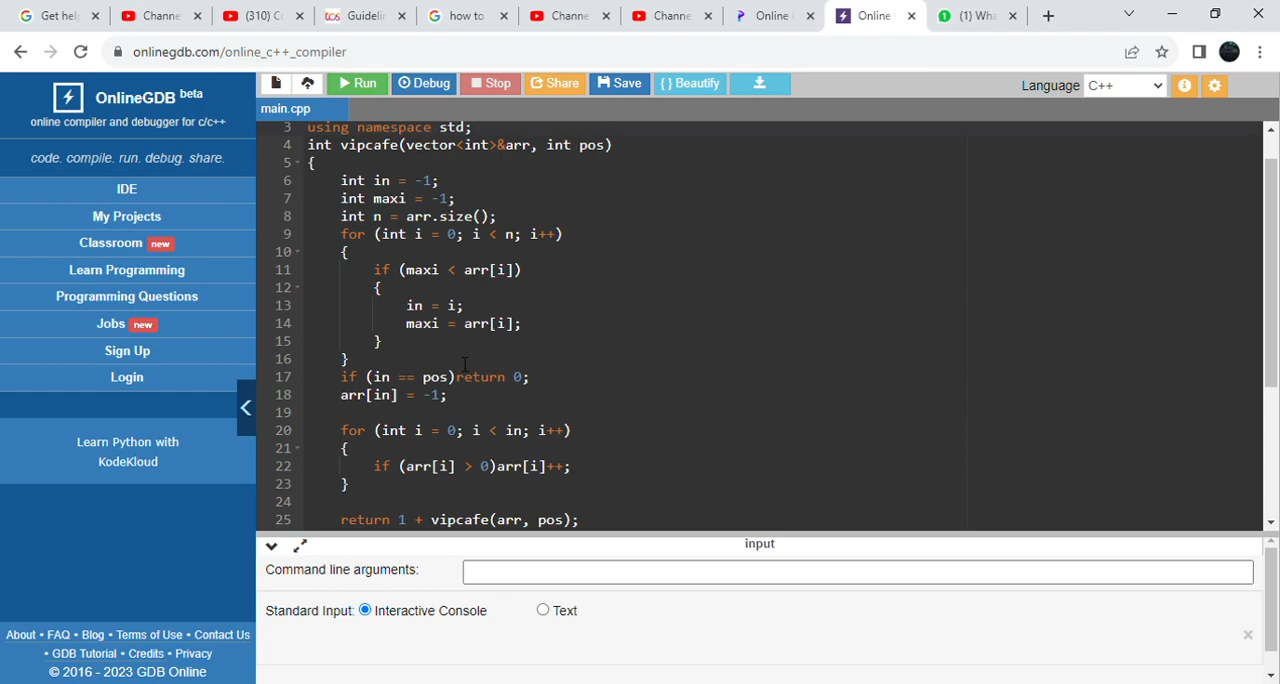 Get help
Channe
(310) C
tcs Guidelin
how to
Channe
Channe
Online
Online
(1) Wha
onlinegdb.com/online_c++_compiler
OnlineGDB beta
online compiler and debugger for c/c++
code. compile. run. debug. share.
IDE
My Projects
Classroom new
Learn Programming
Programming Questions
Jobs new
Sign Up
Login
Learn Python with
KodeKloud
About • FAQ • Blog • Terms of Use • Contact Us
• GDB Tutorial • Credits • Privacy
© 2016 - 2023 GDB Online
Run Debug Stop Share Save { } Beautify
Language C++
main.cpp
3 using namespace std;
4 int vipcafe(vector<int>&arr, int pos)
5 {
6 int in = -1;
7 int maxi = -1;
8 int n = arr.size();
9 for (int i = 0; i < n; i++)
10 {
11 if (maxi < arr[i])
12 {
13 in = i;
14 maxi = arr[i];
15 }
16 }
17 if (in == pos)return 0;
18 arr[in] = -1;
19
20 for (int i = 0; i < in; i++)
21 {
22 if (arr[i] > 0)arr[i]++;
23 }
24
25 return 1 + vipcafe(arr, pos);
input
Command line arguments:
Standard Input: Interactive Console Text